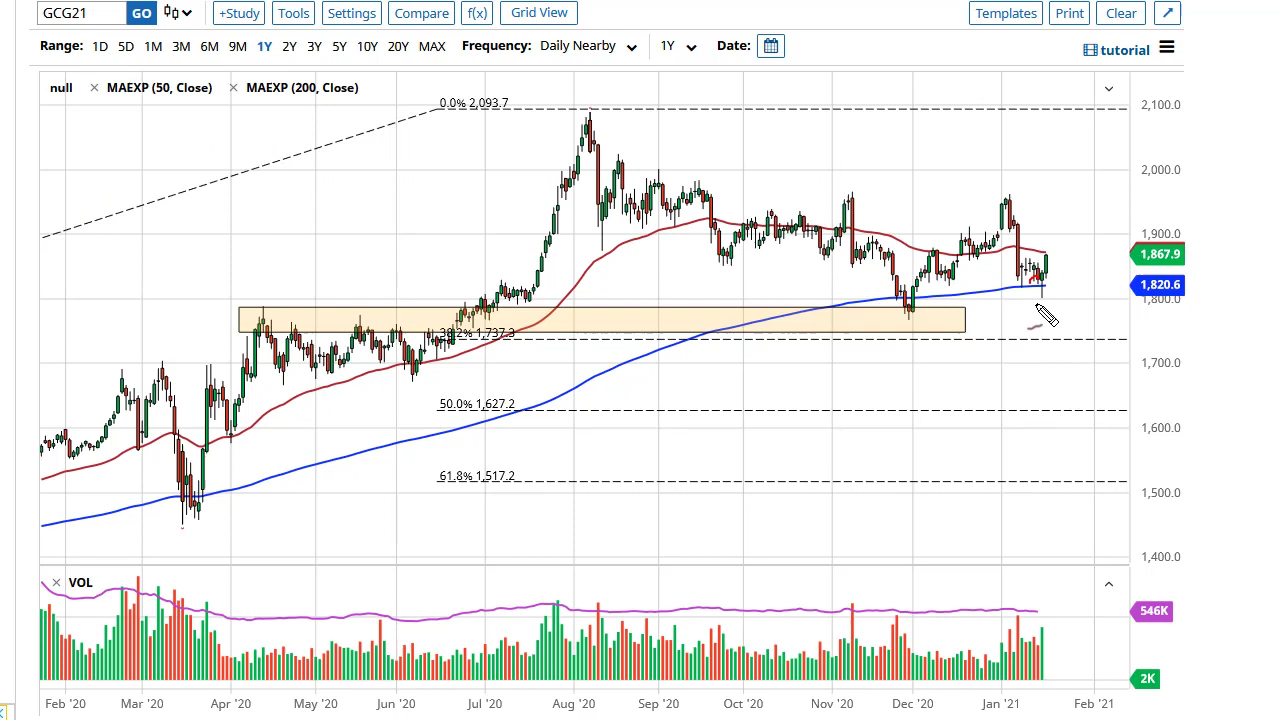 GCG21 GO +Study Tools Settings Compare f(x) Grid View Templates Print Clear
Range: 1D 5D 1M 3M 6M 9M 1Y 2Y 3Y 5Y 10Y 20Y MAX Frequency: Daily Nearby 1Y Date: tutorial
null × MAEXP (50, Close) × MAEXP (200, Close)
0.0% 2,093.7
2,100.0
2,000.0
1,900.0
1,867.9
1,820.6
1,800.0
38.2% 1,737.3
1,700.0
50.0% 1,627.2
1,600.0
61.8% 1,517.2
1,500.0
1,400.0
× VOL
546K
2K
Feb '20 Mar '20 Apr '20 May '20 Jun '20 Jul '20 Aug '20 Sep '20 Oct '20 Nov '20 Dec '20 Jan '21 Feb '21